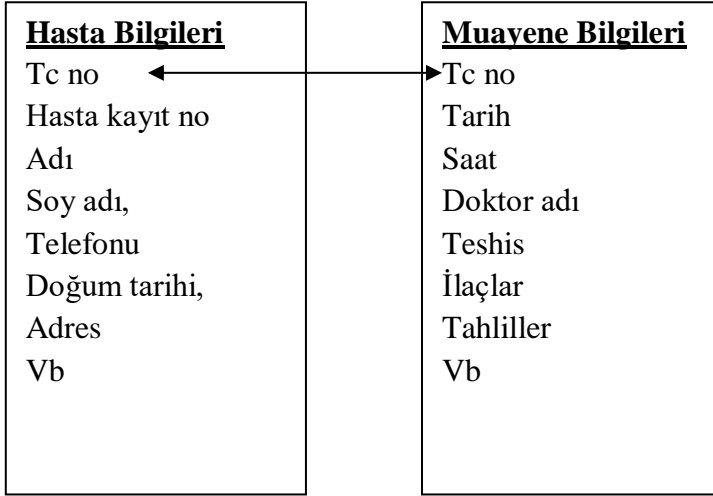 Hasta Bilgileri
Tc no
Hasta kayıt no
Adı
Soy adı,
Telefonu
Doğum tarihi,
Adres
Vb
Muayene Bilgileri
Tc no
Tarih
Saat
Doktor adı
Teshis
İlaçlar
Tahliller
Vb